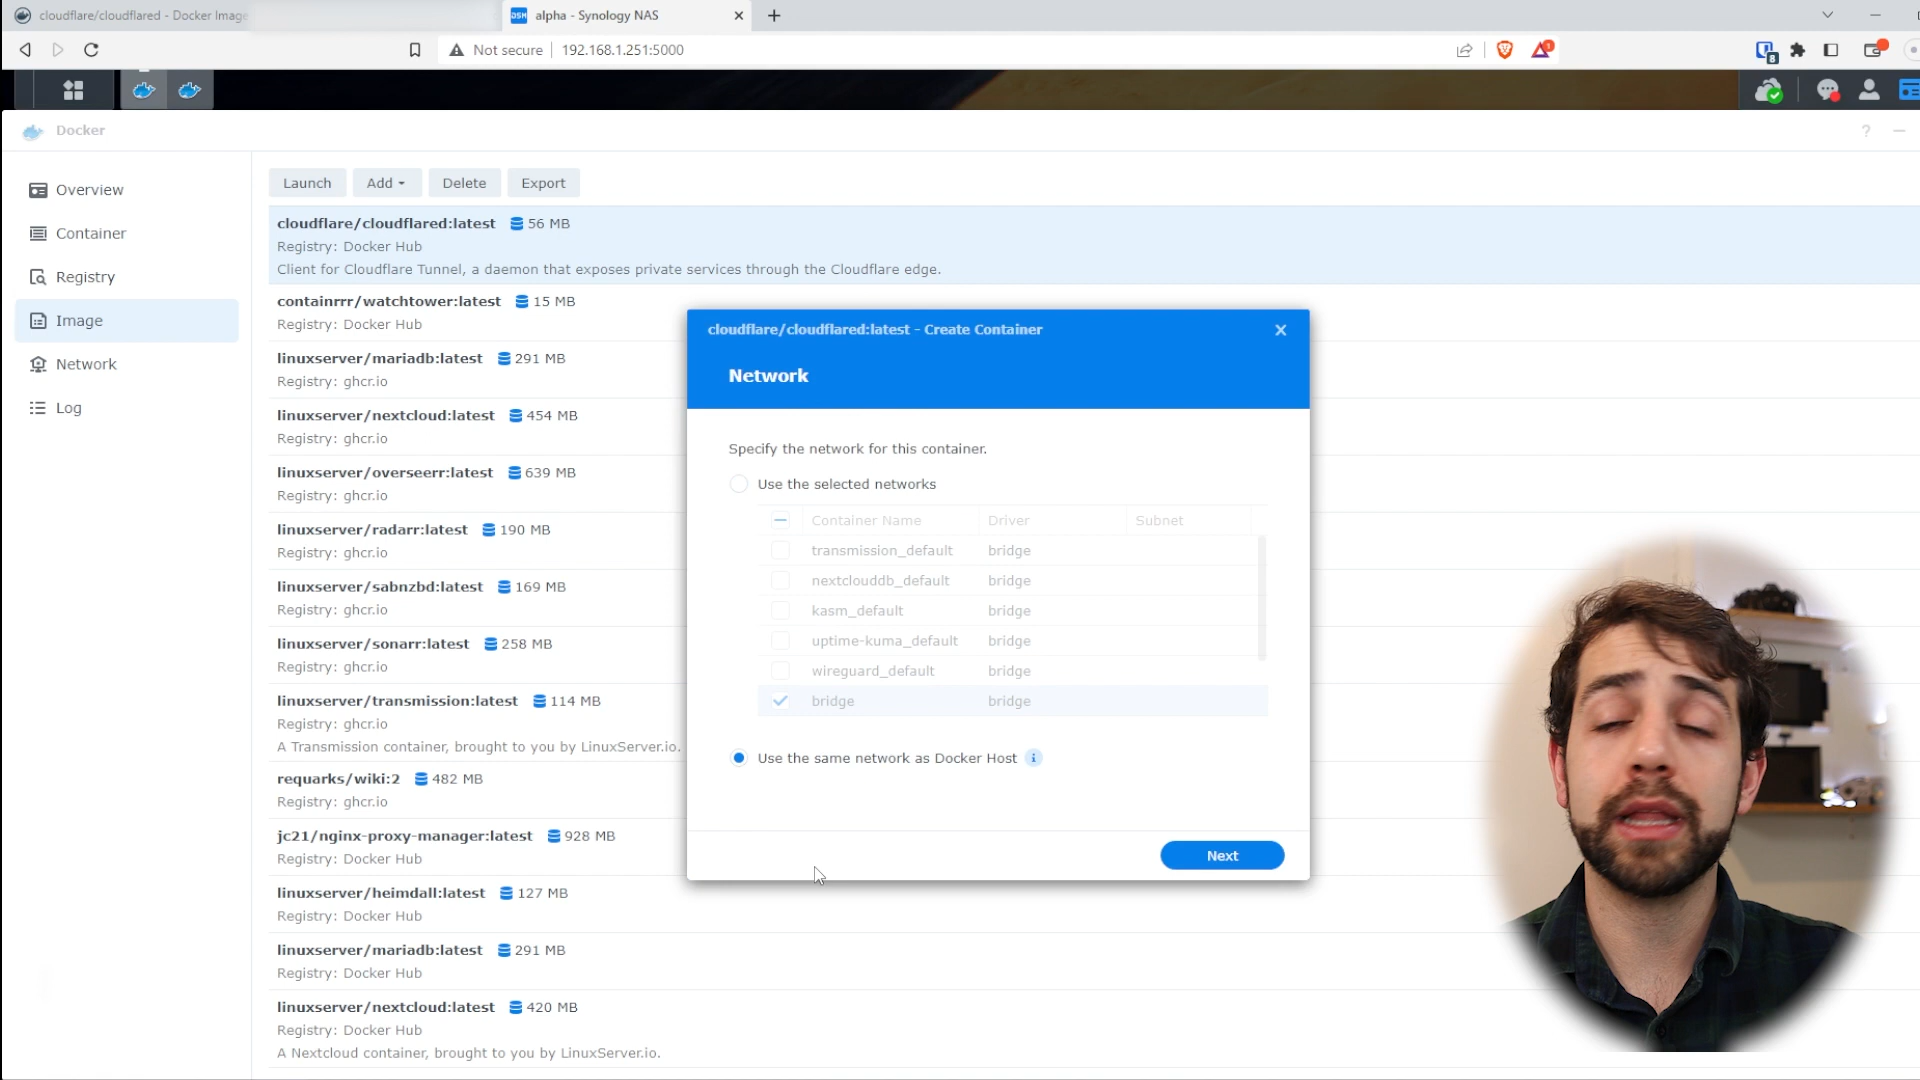 cloudflare/cloudflared - Docker Image
DSM alpha - Synology NAS
Not secure 192.168.1.251:5000
8
1
Docker
Overview
Container
Registry
Image
Network
Log
Launch Add Delete Export
cloudflare/cloudflared:latest 56 MB
Registry: Docker Hub
Client for Cloudflare Tunnel, a daemon that exposes private services through the Cloudflare edge.
containrrr/watchtower:latest 15 MB
Registry: Docker Hub
linuxserver/mariadb:latest 291 MB
Registry: ghcr.io
linuxserver/nextcloud:latest 454 MB
Registry: ghcr.io
linuxserver/overseerr:latest 639 MB
Registry: ghcr.io
linuxserver/radarr:latest 190 MB
Registry: ghcr.io
linuxserver/sabnzbd:latest 169 MB
Registry: ghcr.io
linuxserver/sonarr:latest 258 MB
Registry: ghcr.io
linuxserver/transmission:latest 114 MB
Registry: ghcr.io
A Transmission container, brought to you by LinuxServer.io.
requarks/wiki:2 482 MB
Registry: ghcr.io
jc21/nginx-proxy-manager:latest 928 MB
Registry: Docker Hub
linuxserver/heimdall:latest 127 MB
Registry: Docker Hub
linuxserver/mariadb:latest 291 MB
Registry: Docker Hub
linuxserver/nextcloud:latest 420 MB
Registry: Docker Hub
A Nextcloud container, brought to you by LinuxServer.io.
cloudflare/cloudflared:latest - Create Container
Network
Specify the network for this container.
Use the selected networks
Container Name Driver Subnet
transmission_default bridge
nextclouddb_default bridge
kasm_default bridge
uptime-kuma_default bridge
wireguard_default bridge
bridge bridge
Use the same network as Docker Host i
Next